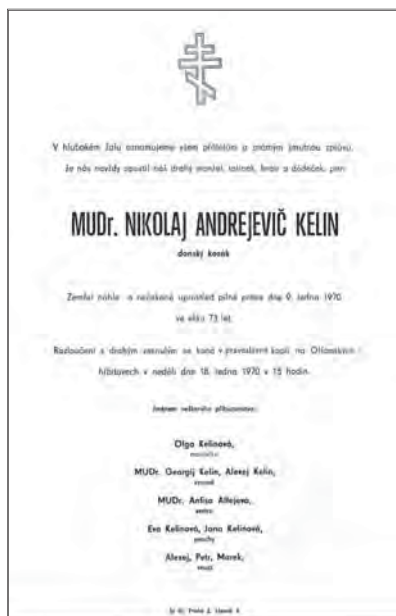 V hlubokém žalu oznamujeme všem přátelům a známým smutnou zprávu,
že nás navždy opustil náš drahý manžel, tatínek, bratr a dědeček, pan
MUDr. NIKOLAJ ANDREJEVIČ KELIN
donský kozák
Zemřel náhle a nečekaně uprostřed pilné práce dne 9. ledna 1970
ve věku 73 let.
Rozloučení s drahým zesnulým se koná v pravoslavné kapli na Olšanských
hřbitovech v neděli dne 18. ledna 1970 v 15 hodin.
Jménem veškerého příbuzenstva:
Olga Kelinová,
manželka
MUDr. Georgij Kelin, Alexej Kelin,
synové
MUDr. Anfisa
sestra
Eva Kelinová, Jana Kelinová,
snachy
Alexej, Petr, Marek,
vnuci